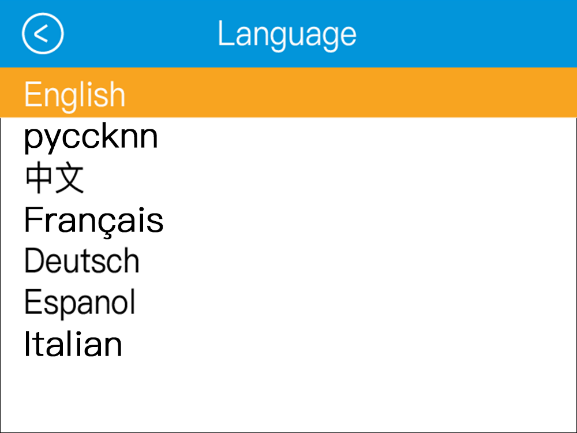 Language
English
pyccknn
中文
Français
Deutsch
Espanol
Italian